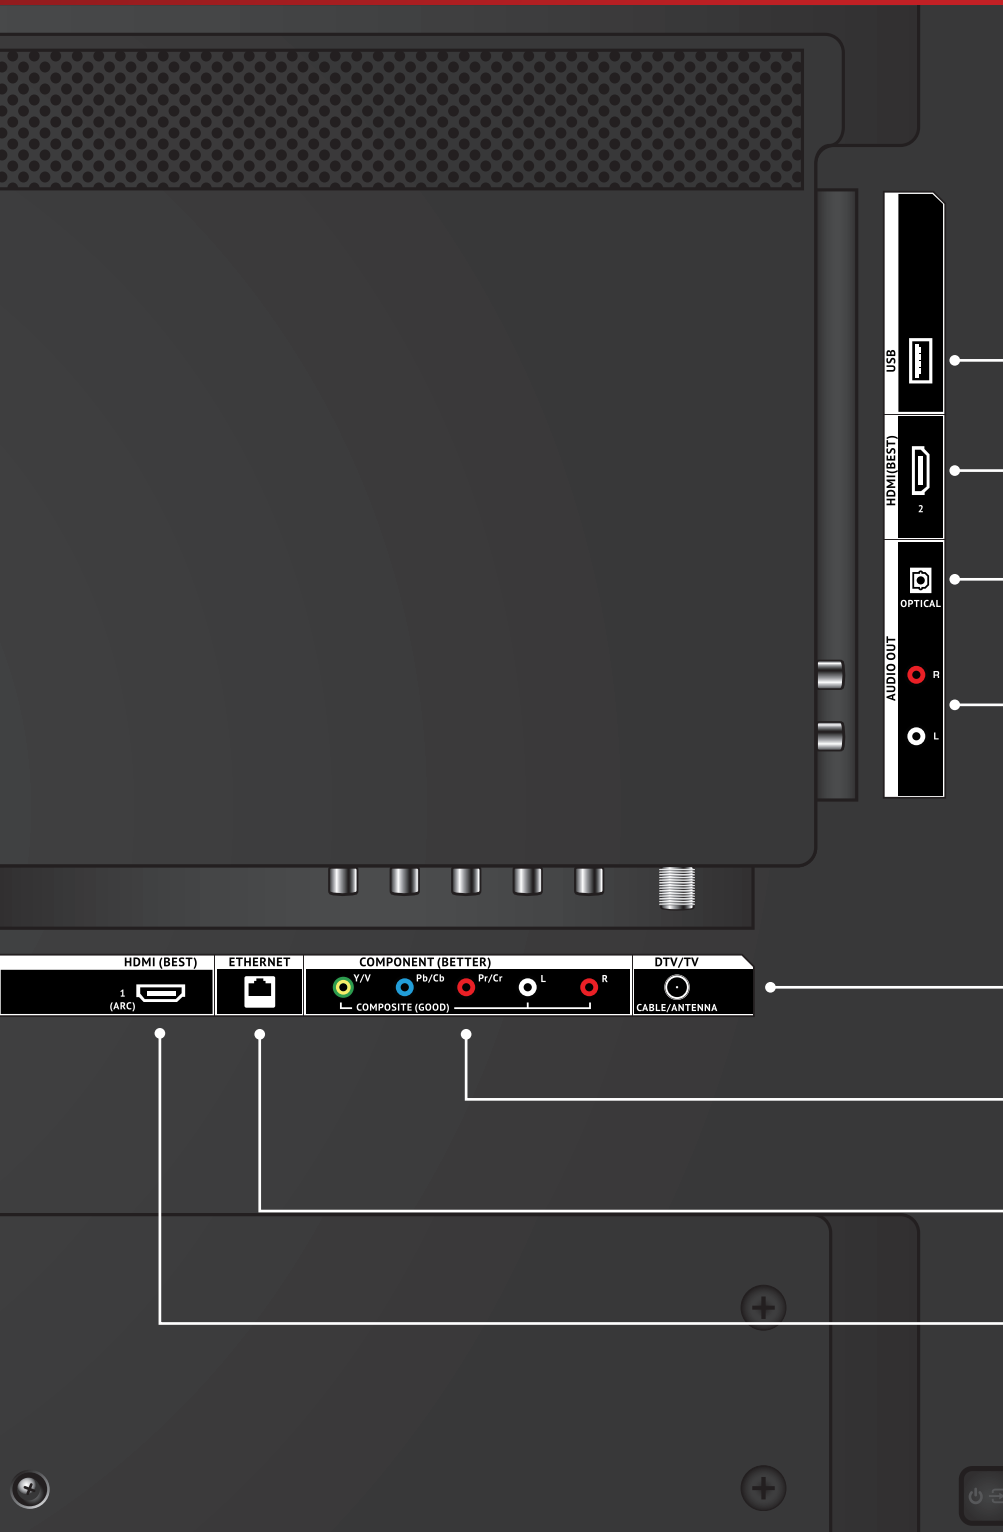 USB
HDMI(BEST)
2
OPTICAL
AUDIO OUT
R
L
HDMI (BEST)
ETHERNET
COMPONENT (BETTER)
DTV/TV
1
(ARC)
Y/V
Pb/Cb
Pr/Cr
L
R
COMPOSITE (GOOD)
CABLE/ANTENNA